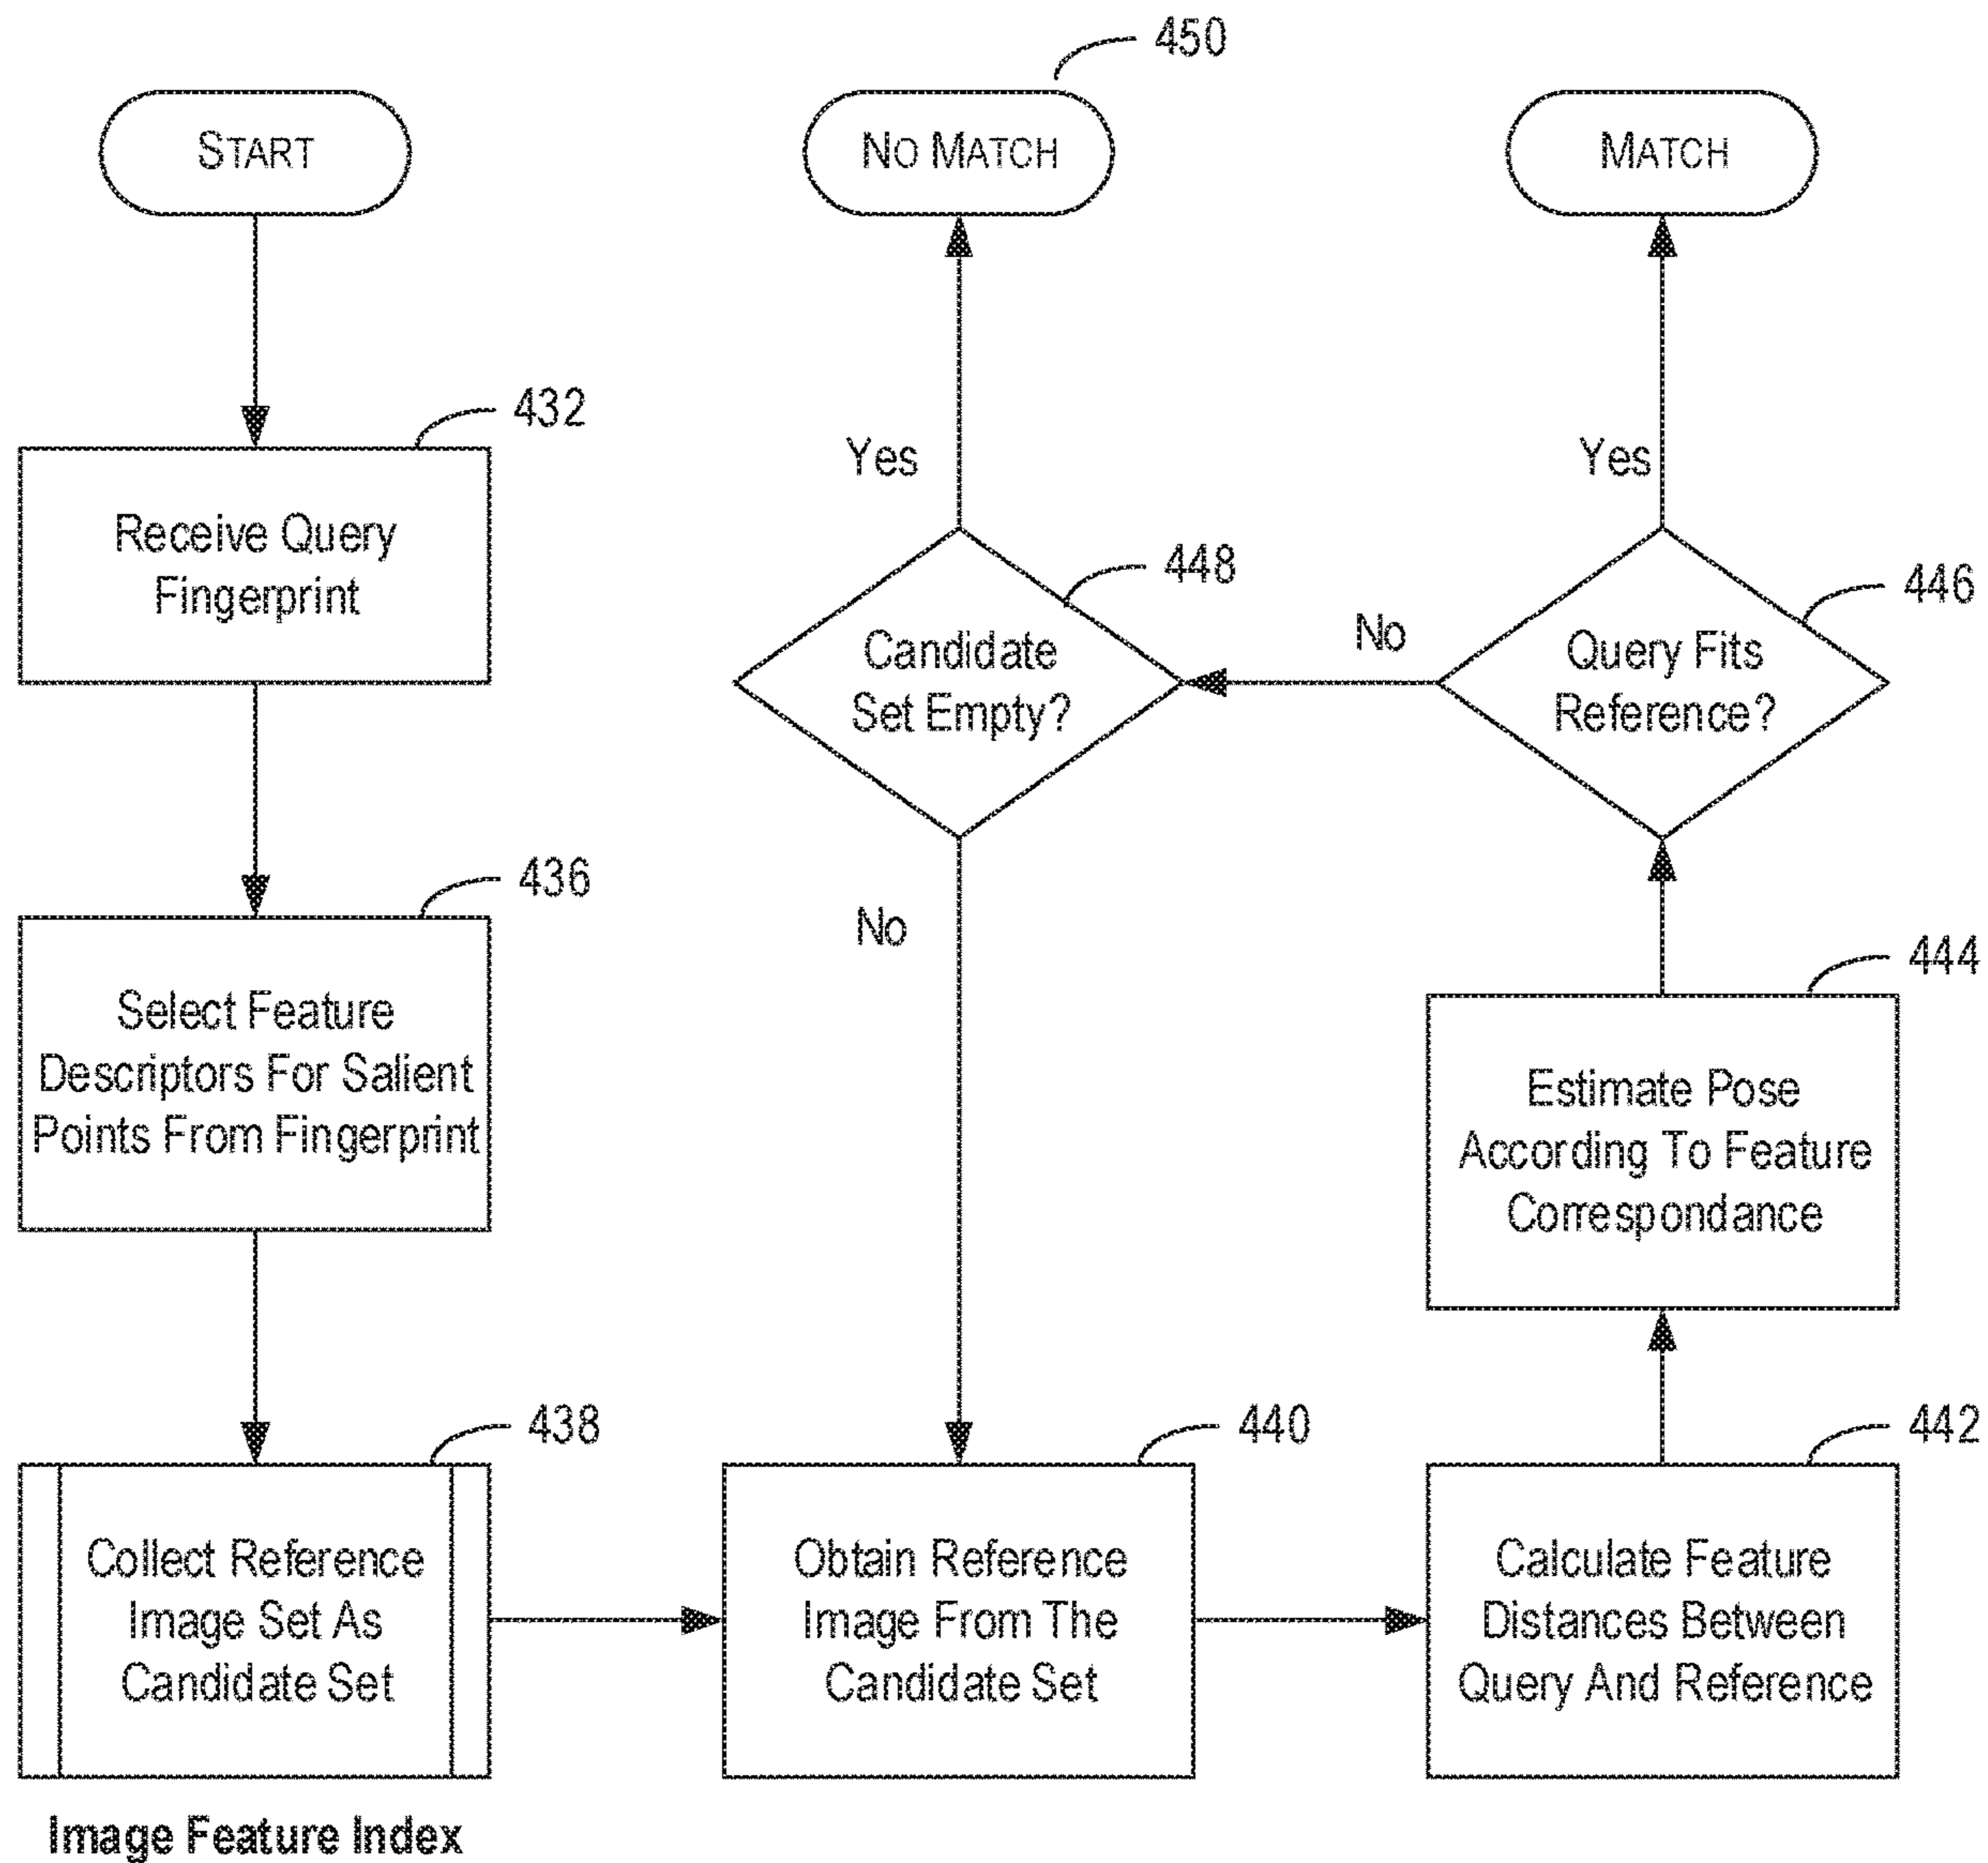 START
432
Receive Query
Fingerprint
436
Select Feature
Descriptors For Salient
Points From Fingerprint
438
Collect Reference
Image Set As
Candidate Set
Image Feature Index
450
NO MATCH
Yes
448
Candidate
Set Empty?
No
440
Obtain Reference
Image From The
Candidate Set
MATCH
Yes
446
Query Fits
Reference?
No
444
Estimate Pose
According To Feature
Correspondance
442
Calculate Feature
Distances Between
Query And Reference